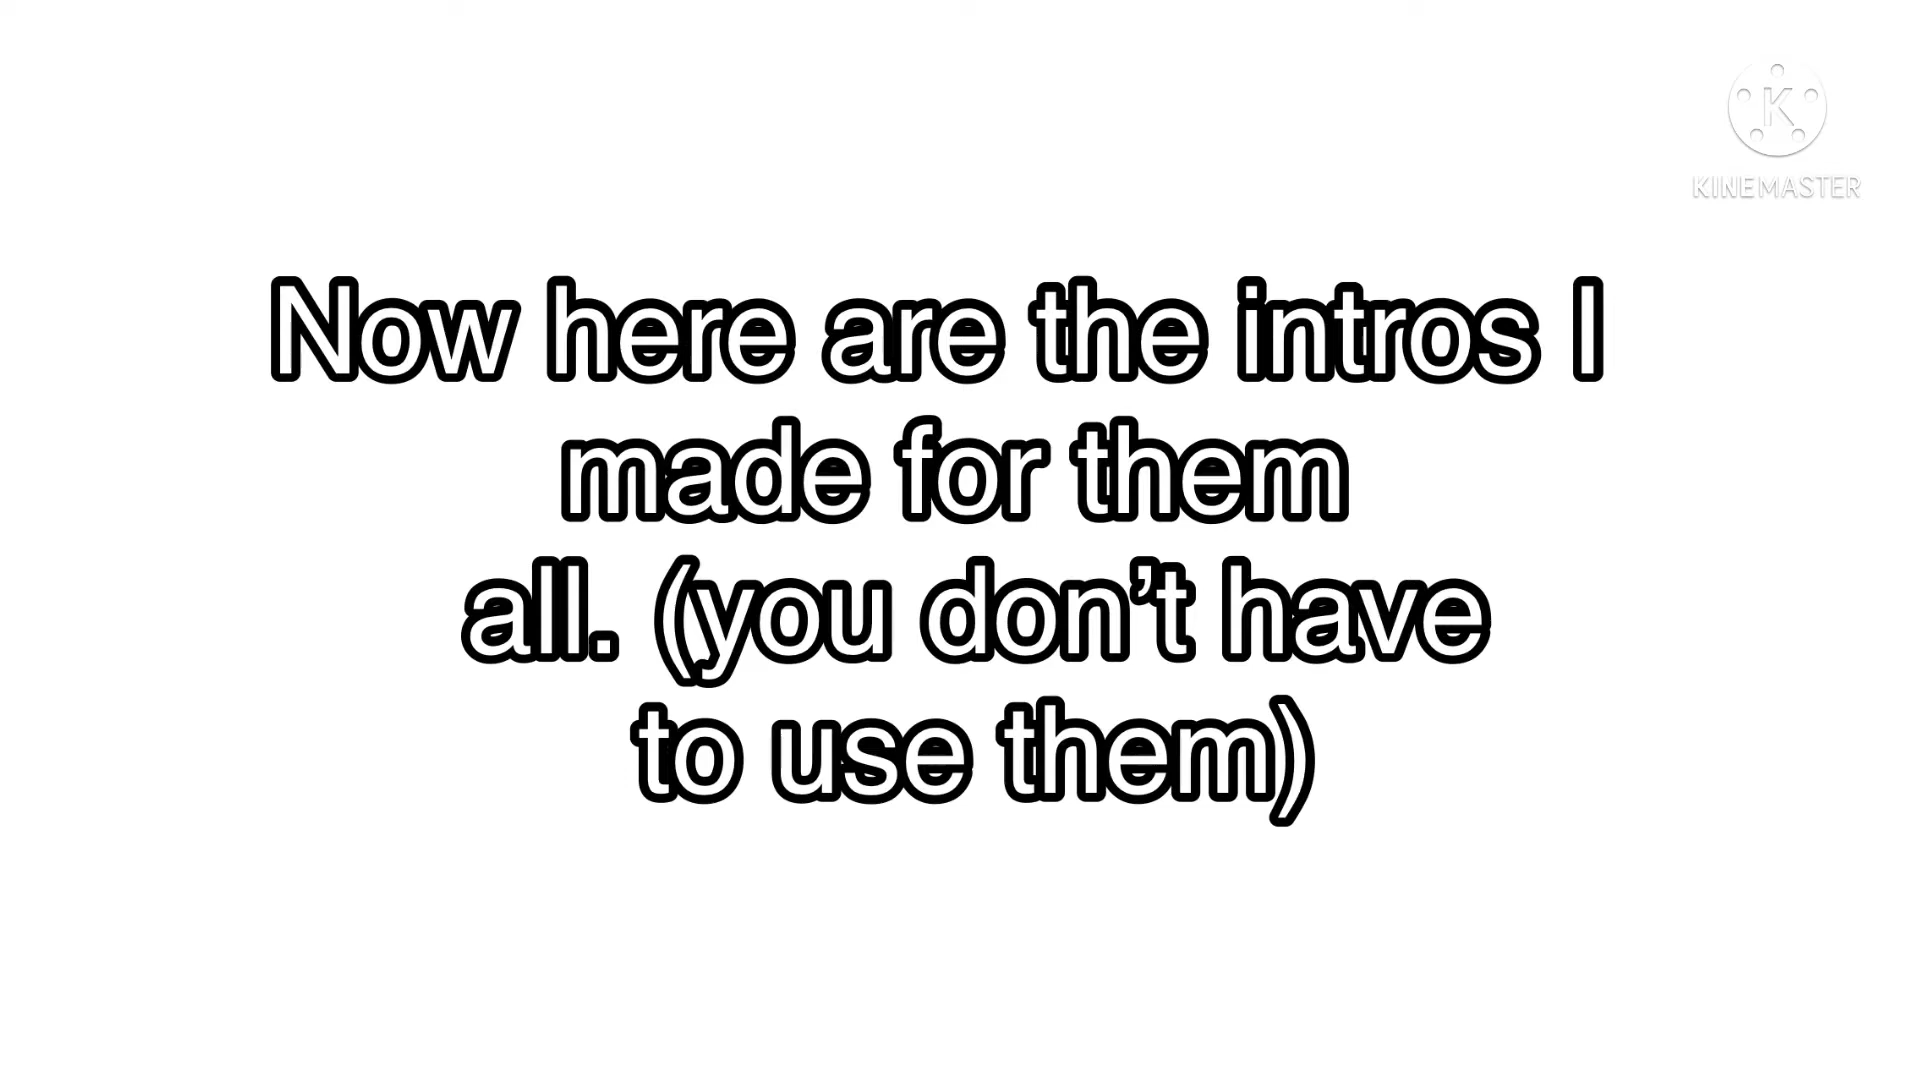 K
KINEMASTER
Now here are the intros I
made for them
all. (you don’t have
to use them)